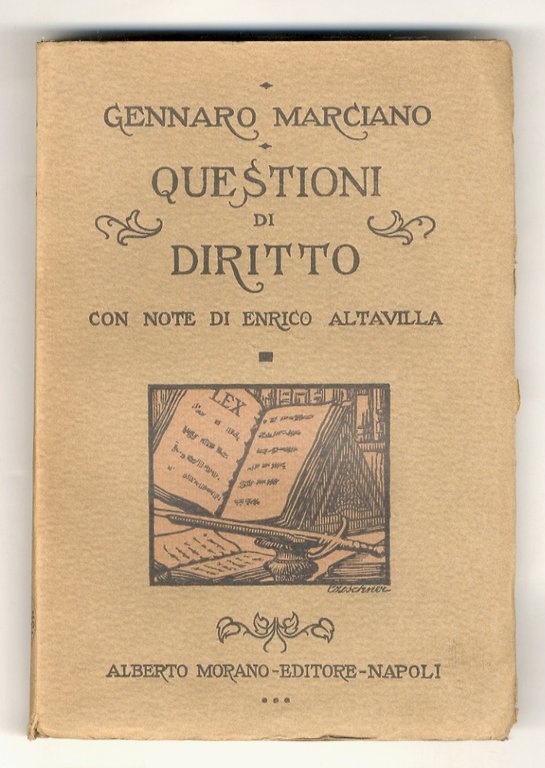 GENNARO MARCIANO
QUESTIONI
DI
DIRITTO
CON NOTE DI ENRICO ALTAVILLA
LEX
ALBERTO MORANO-EDITORE-NAPOLI